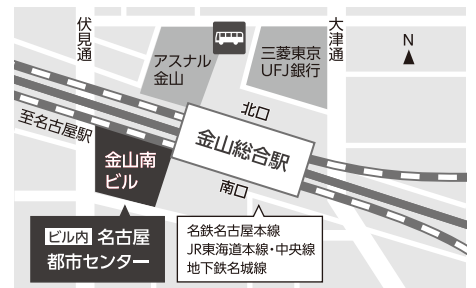 伏見通
大津通
N
アスナル
金山
三菱東京
UFJ銀行
北口
至名古屋駅
金山総合駅
金山南
ビル
南口
ビル内 名古屋
都市センター
名鉄名古屋本線
JR東海道本線・中央線
地下鉄名城線